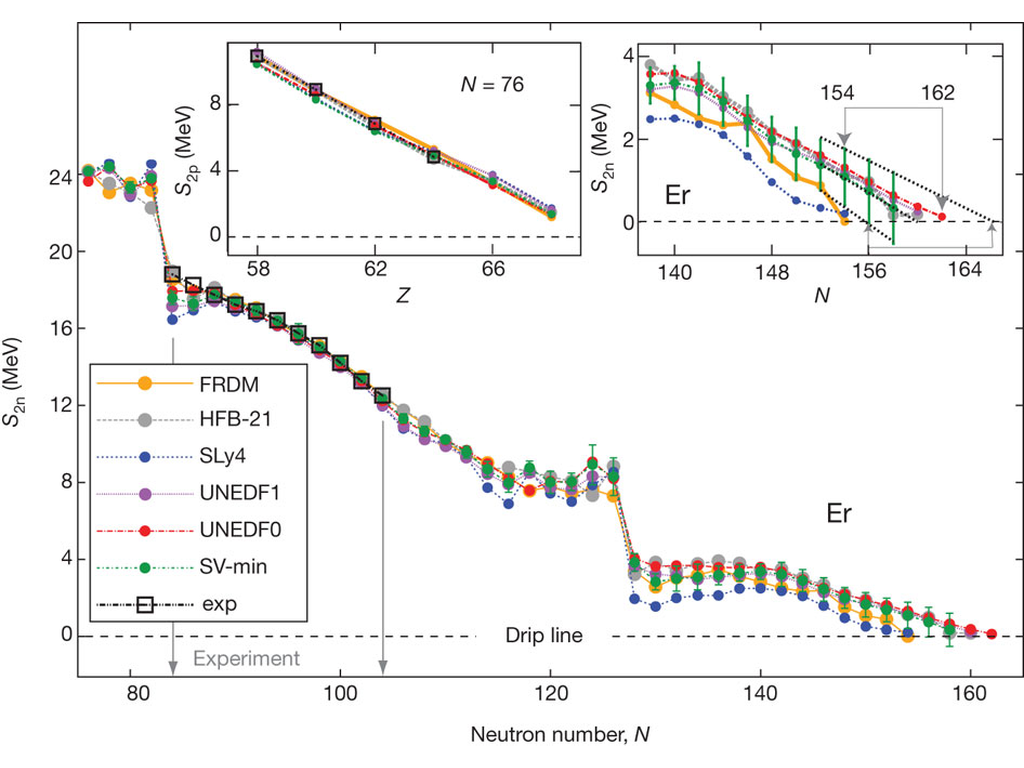 24
20
16
12
8
4
0
S2n (MeV)
80
100
120
140
160
Neutron number, N
Er
Drip line
Experiment
FRDM
HFB-21
SLy4
UNEDF1
UNEDF0
SV-min
exp
8
4
0
S2p (MeV)
N = 76
58
62
66
Z
4
2
0
S2n (MeV)
154
162
Er
140
148
156
164
N